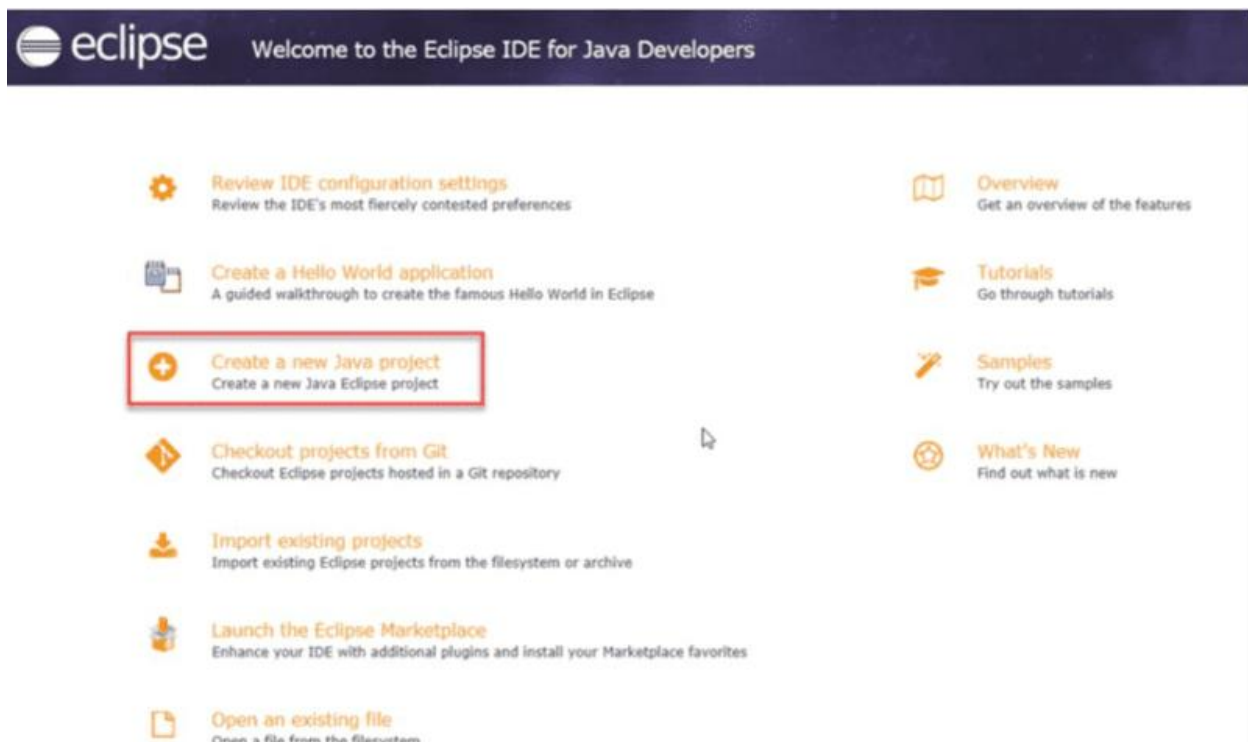 eclipse Welcome to the Eclipse IDE for Java Developers
Review IDE configuration settings
Review the IDE's most fiercely contested preferences
Create a Hello World application
A guided walkthrough to create the famous Hello World in Eclipse
Create a new Java project
Create a new Java Eclipse project
Checkout projects from Git
Checkout Eclipse projects hosted in a Git repository
Import existing projects
Import existing Eclipse projects from the filesystem or archive
Launch the Eclipse Marketplace
Enhance your IDE with additional plugins and install your Marketplace favorites
Open an existing file
Open a file from the filesystem
Overview
Get an overview of the features
Tutorials
Go through tutorials
Samples
Try out the samples
What's New
Find out what is new